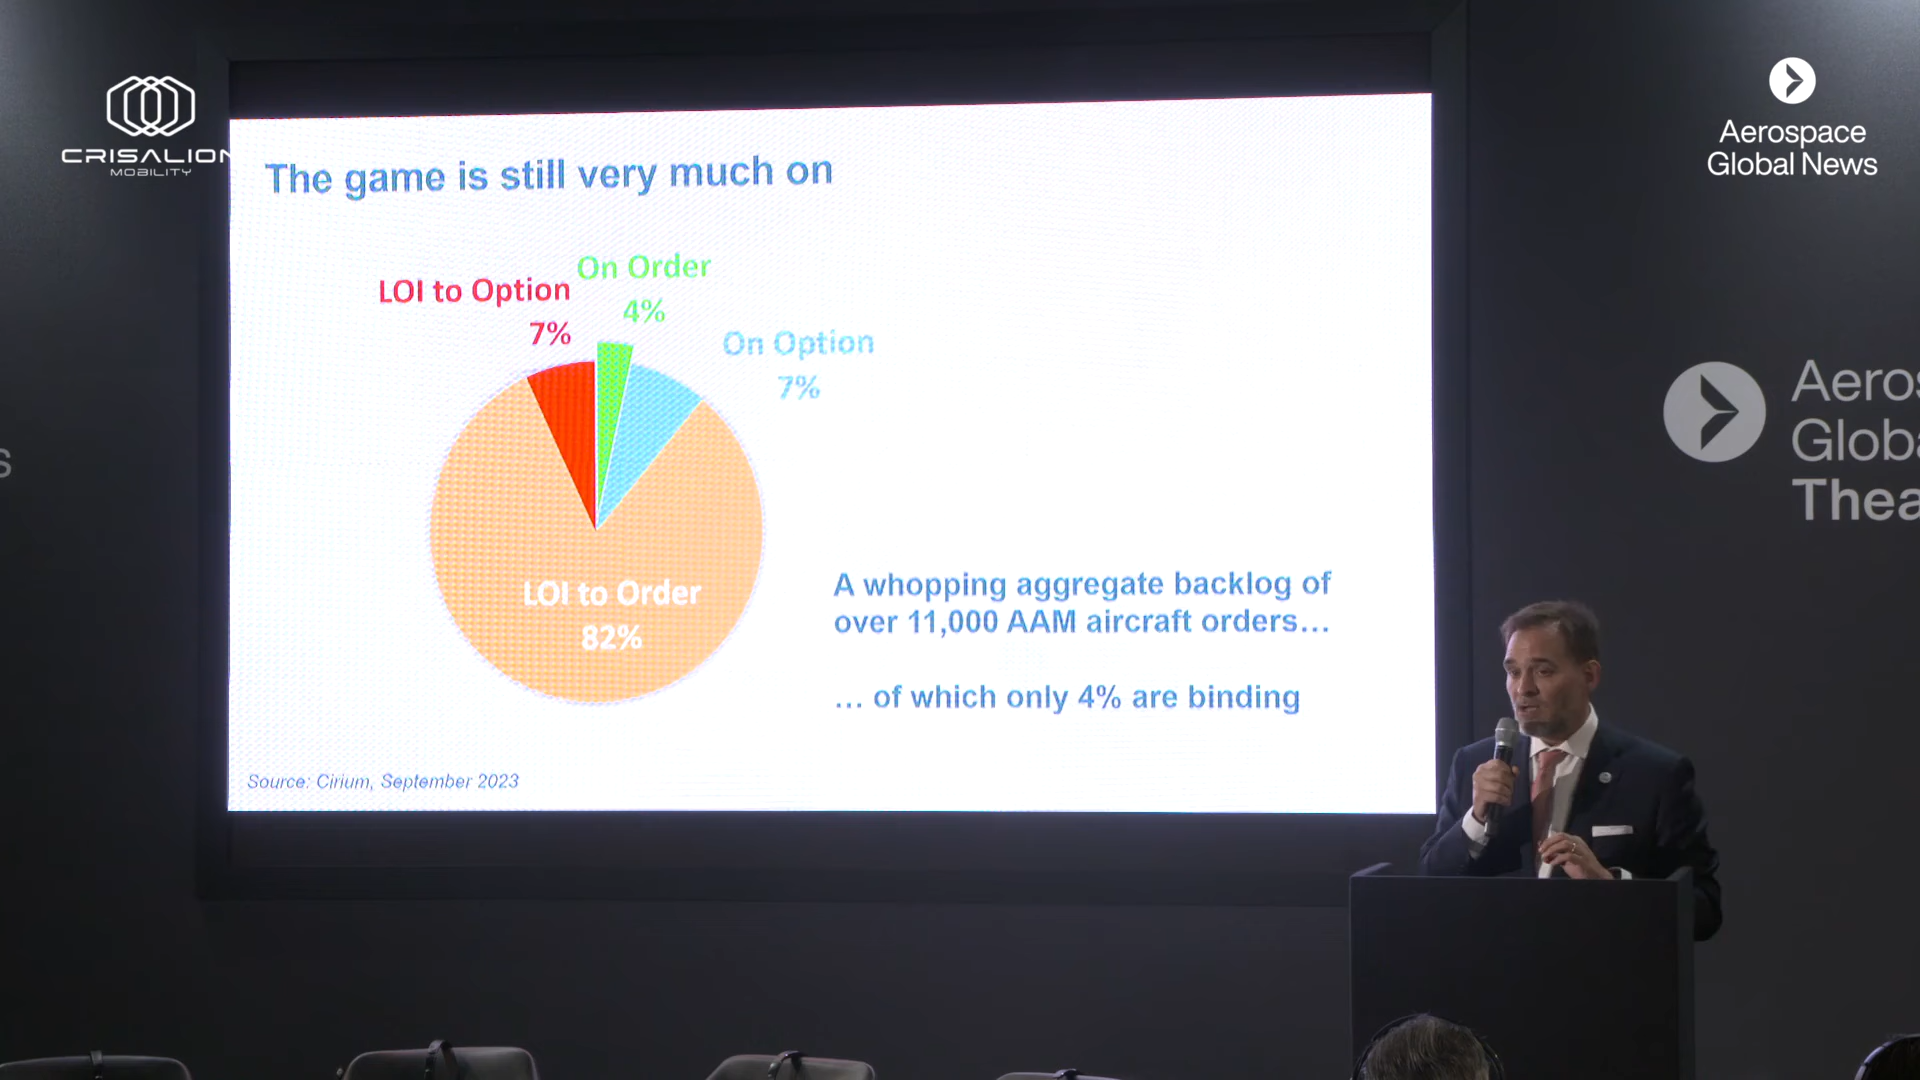 CRISALION
MOBILITY
Aerospace
Global News
The game is still very much on
LOI to Option
7%
On Order
4%
On Option
7%
LOI to Order
82%
A whopping aggregate backlog of
over 11,000 AAM aircraft orders...
... of which only 4% are binding
Source: Cirium, September 2023